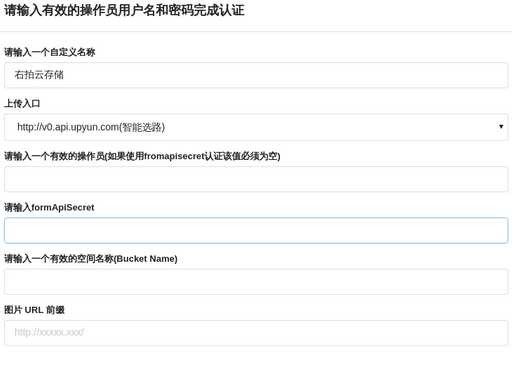 请输入有效的操作员用户名和密码完成认证
请输入一个自定义名称
右拍云存储
上传入口
http://v0.api.upyun.com(智能选路)
请输入一个有效的操作员(如果使用fromapisecret认证该值必须为空)
请输入formApiSecret
请输入一个有效的空间名称(Bucket Name)
图片 URL 前缀
http://xxxxx.xxx/